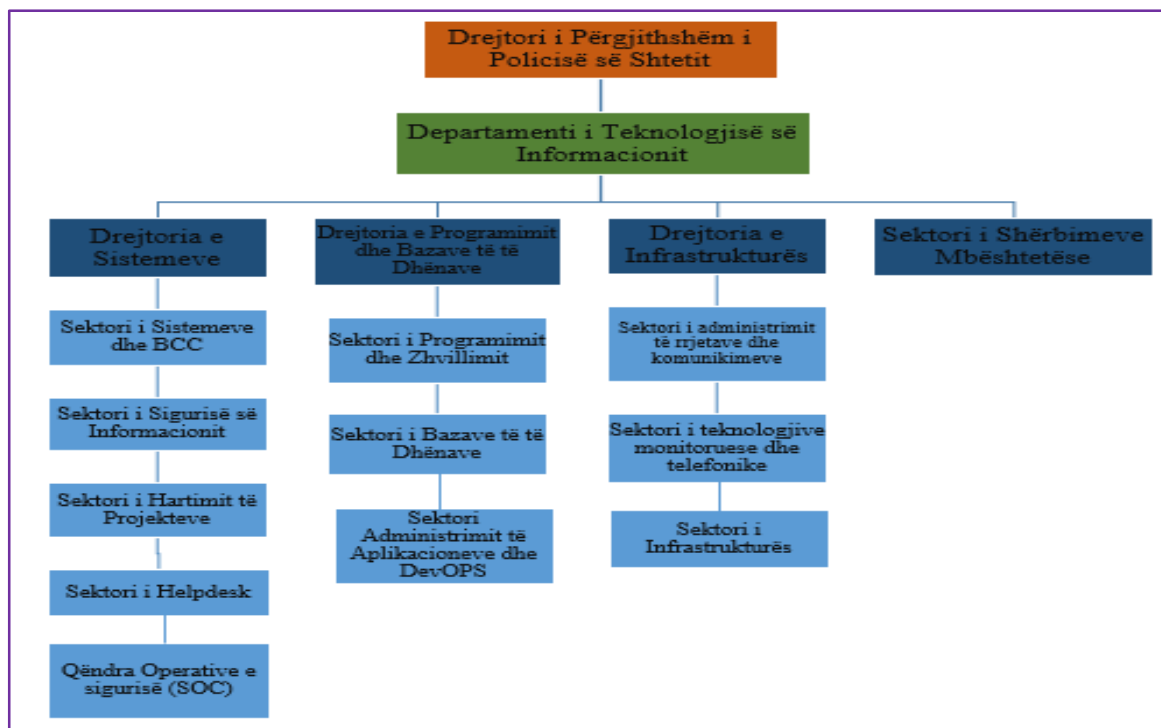 Drejtori i Përgjithshëm i
Policisë së Shtetit
Departamenti i Teknologjisë së
Informacionit
Drejtoria e
Sistemeve
Drejtoria e Programimit
dhe Bazave të të
Dhënave
Drejtoria e
Infrastrukturës
Sektori i Shërbimeve
Mbështetëse
Sektori i Sistemeve
dhe BCC
Sektori i Sigurisë së
Informacionit
Sektori i Hartimit të
Projekteve
Sektori i Helpdesk
Qëndra Operative e
sigurisë (SOC)
Sektori i Programimit
dhe Zhvillimit
Sektori i Bazave të të
Dhënave
Sektori
Administrimit të
Aplikacioneve dhe
DevOPS
Sektori i administrimit
të rrjetave dhe
komunikimeve
Sektori i teknologjive
monitoruese dhe
telefonike
Sektori i
Infrastrukturës